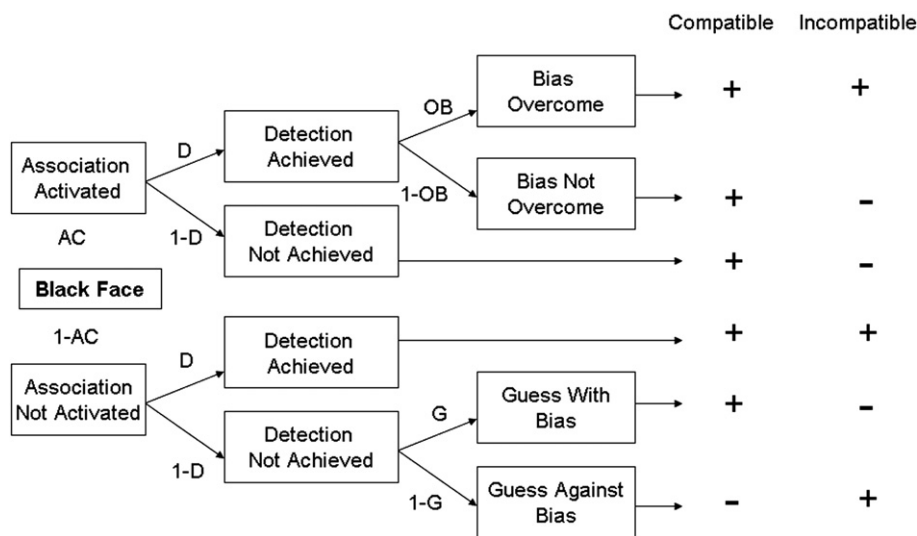 Compatible Incompatible
Bias
Overcome
+ +
OB
Detection
Achieved
D
Association
Activated
1-OB
Bias Not
Overcome
+ -
AC
1-D
Detection
Not Achieved
+ -
Black Face
1-AC
D
Detection
Achieved
+ +
Association
Not Activated
G
Guess With
Bias
+ -
1-D
Detection
Not Achieved
1-G
Guess Against
Bias
- +